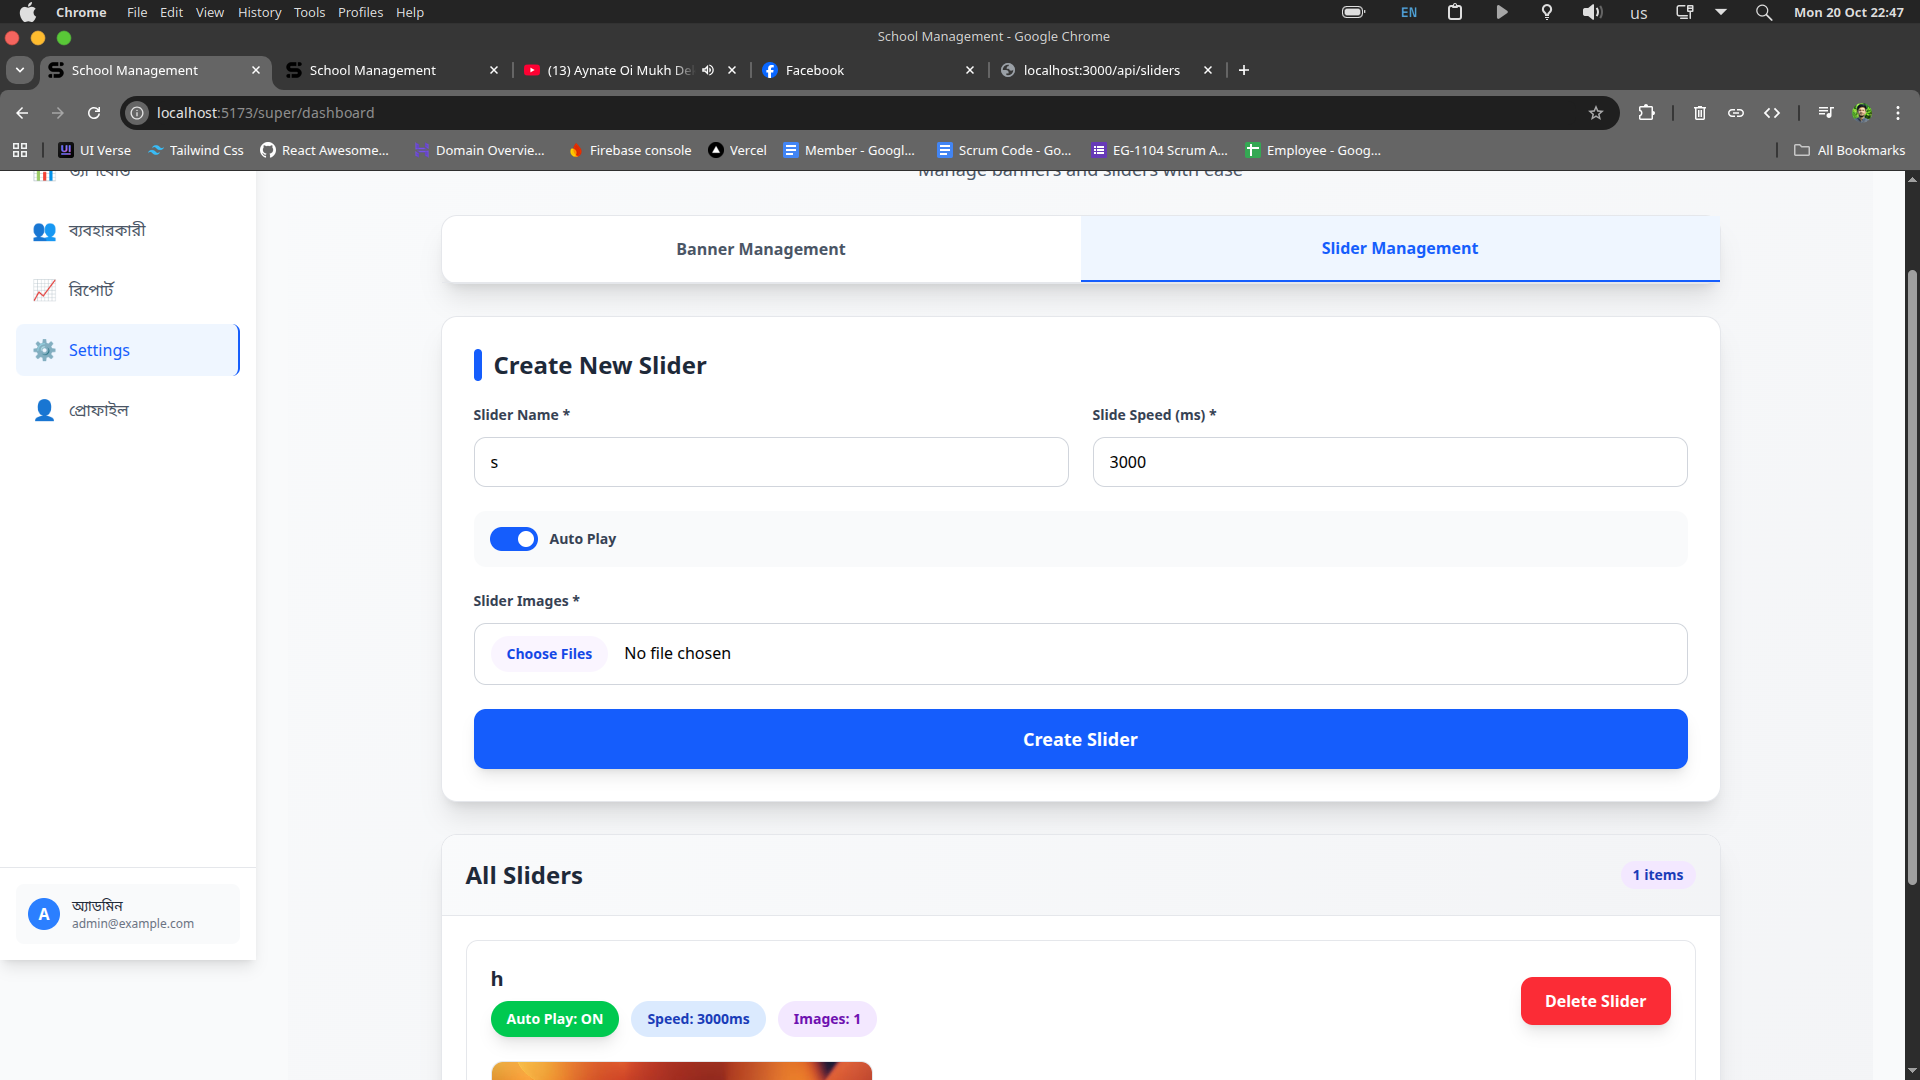 Chrome File Edit View History Tools Profiles Help EN us Mon 20 Oct 22:47
School Management - Google Chrome
School Management School Management (13) Aynate Oi Mukh De Facebook localhost:3000/api/sliders
localhost:5173/super/dashboard
UI Verse Tailwind Css React Awesome... Domain Overvie... Firebase console Vercel Member - Googl... Scrum Code - Go... EG-1104 Scrum A... Employee - Goog... All Bookmarks
Manage banners and sliders with ease
ব্যবহারকারী
রিপোর্ট
Settings
প্রোফাইল
A
অ্যাডমিন
admin@example.com
Banner Management Slider Management
Create New Slider
Slider Name * Slide Speed (ms) *
s 3000
Auto Play
Slider Images *
Choose Files No file chosen
Create Slider
All Sliders 1 items
h
Auto Play: ON Speed: 3000ms Images: 1
Delete Slider